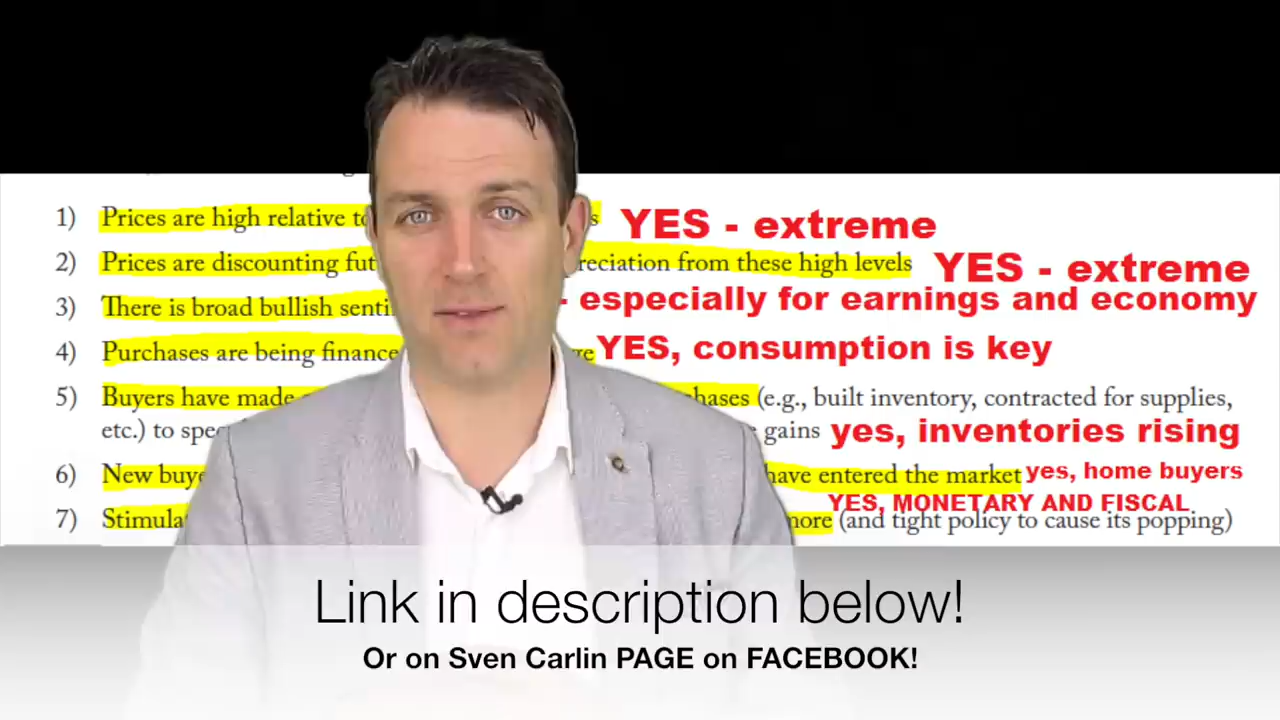 1) Prices are high relative to s YES - extreme
2) Prices are discounting fut reciation from these high levels YES - extreme
3) There is broad bullish senti - especially for earnings and economy
4) Purchases are being finance ge YES, consumption is key
5) Buyers have made hases (e.g., built inventory, contracted for supplies,
etc.) to spec gains yes, inventories rising
6) New buye have entered the market yes, home buyers
YES, MONETARY AND FISCAL
7) Stimula more (and tight policy to cause its popping)
Link in description below!
Or on Sven Carlin PAGE on FACEBOOK!